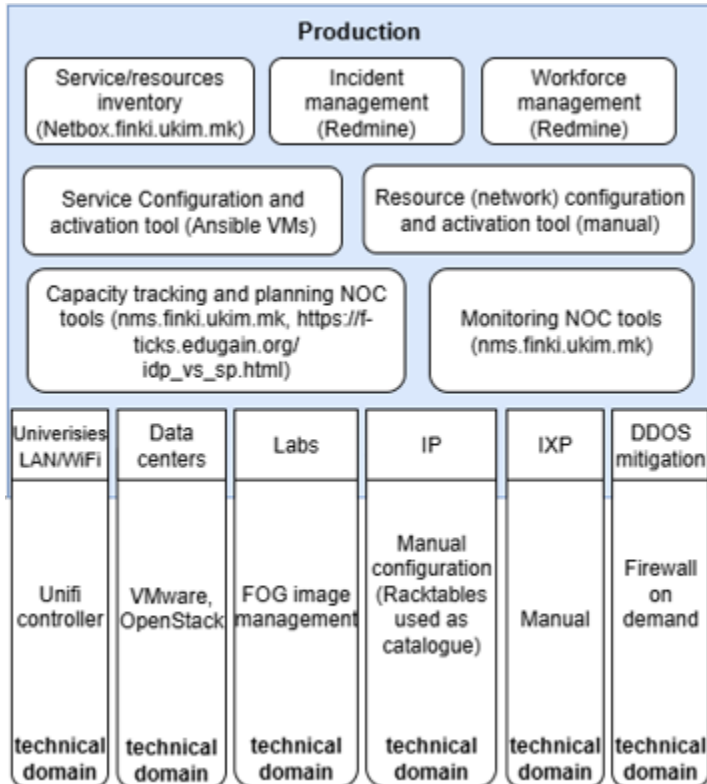 Production
Service/resources
inventory
(Netbox.finki.ukim.mk)
Incident
management
(Redmine)
Workforce
management
(Redmine)
Service Configuration and
activation tool (Ansible VMs)
Resource (network) configuration
and activation tool (manual)
Capacity tracking and planning NOC
tools (nms.finki.ukim.mk, https://f-
ticks.edugain.org/
idp_vs_sp.html)
Monitoring NOC tools
(nms.finki.ukim.mk)
Univerisies
LAN/WiFi
Data
centers
Labs
IP
IXP
DDOS
mitigation
Unifi
controller
VMware,
OpenStack
FOG image
management
Manual
configuration
(Racktables
used as
catalogue)
Manual
Firewall
on
demand
technical
domain
technical
domain
technical
domain
technical
domain
technical
domain
technical
domain